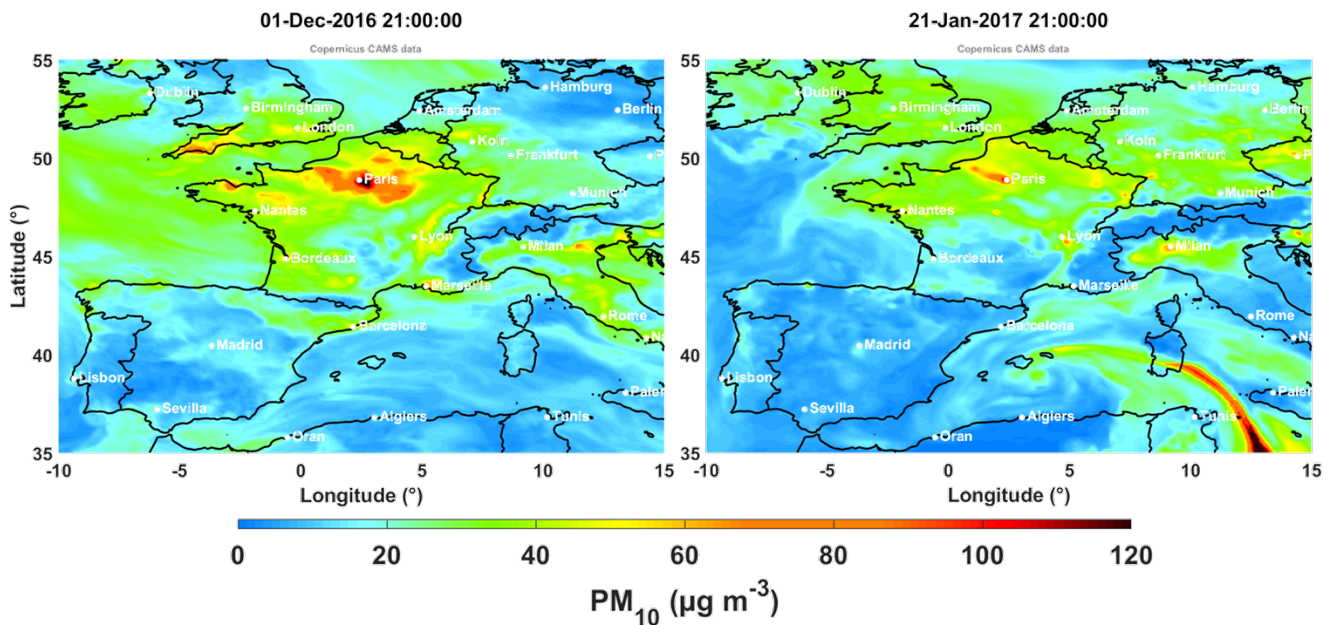 01-Dec-2016 21:00:00
Copernicus CAMS data
55
50
45
40
35
Latitude (°)
Dublin
Hamburg
Birmingham
Amsterdam
Berlin
London
Koln
Frankfurt
P
Paris
Munich
Nantes
Lyon
Milan
Bordeaux
Marseille
Rome
Barcelona
Na
Madrid
Lisbon
Paler
Sevilla
Algiers
Tunis
Oran
-10 -5 0 5 10 15
Longitude (°)
21-Jan-2017 21:00:00
Copernicus CAMS data
55
50
45
40
35
Dublin
Hamburg
Birmingham
Amsterdam
Berlin
London
Koln
Frankfurt
P
Paris
Munich
Nantes
Lyon
Milan
Bordeaux
Marseille
Rome
Barcelona
Na
Madrid
Lisbon
Paler
Sevilla
Algiers
Tunis
Oran
-10 -5 0 5 10 15
Longitude (°)
0 20 40 60 80 100 120
PM10 (µg m-3)